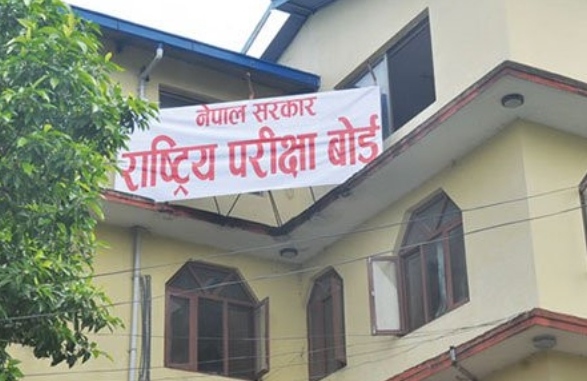 नेपाल सरकार
राष्ट्रिय परीक्षा बोर्ड